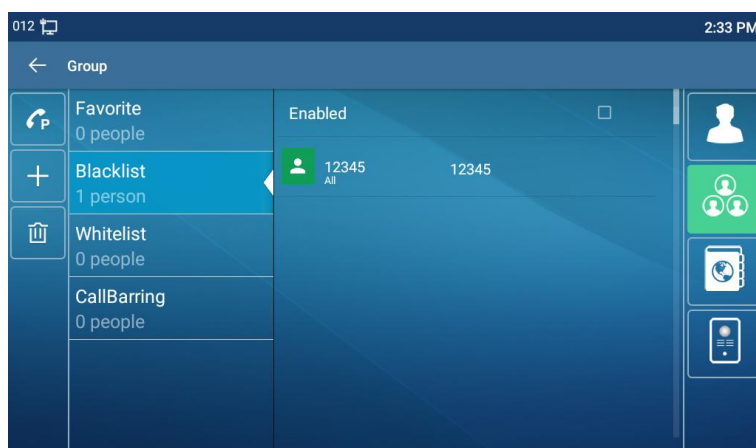 012 2:33 PM
Group
Favorite
0 people
Blacklist
1 person
Whitelist
0 people
CallBarring
0 people
Enabled
12345 12345
All
P